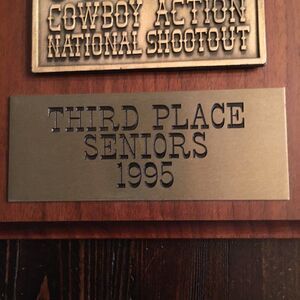 COWBOY ACTION
NATIONAL SHOOTOUT
THIRD PLACE
SENIORS
1995